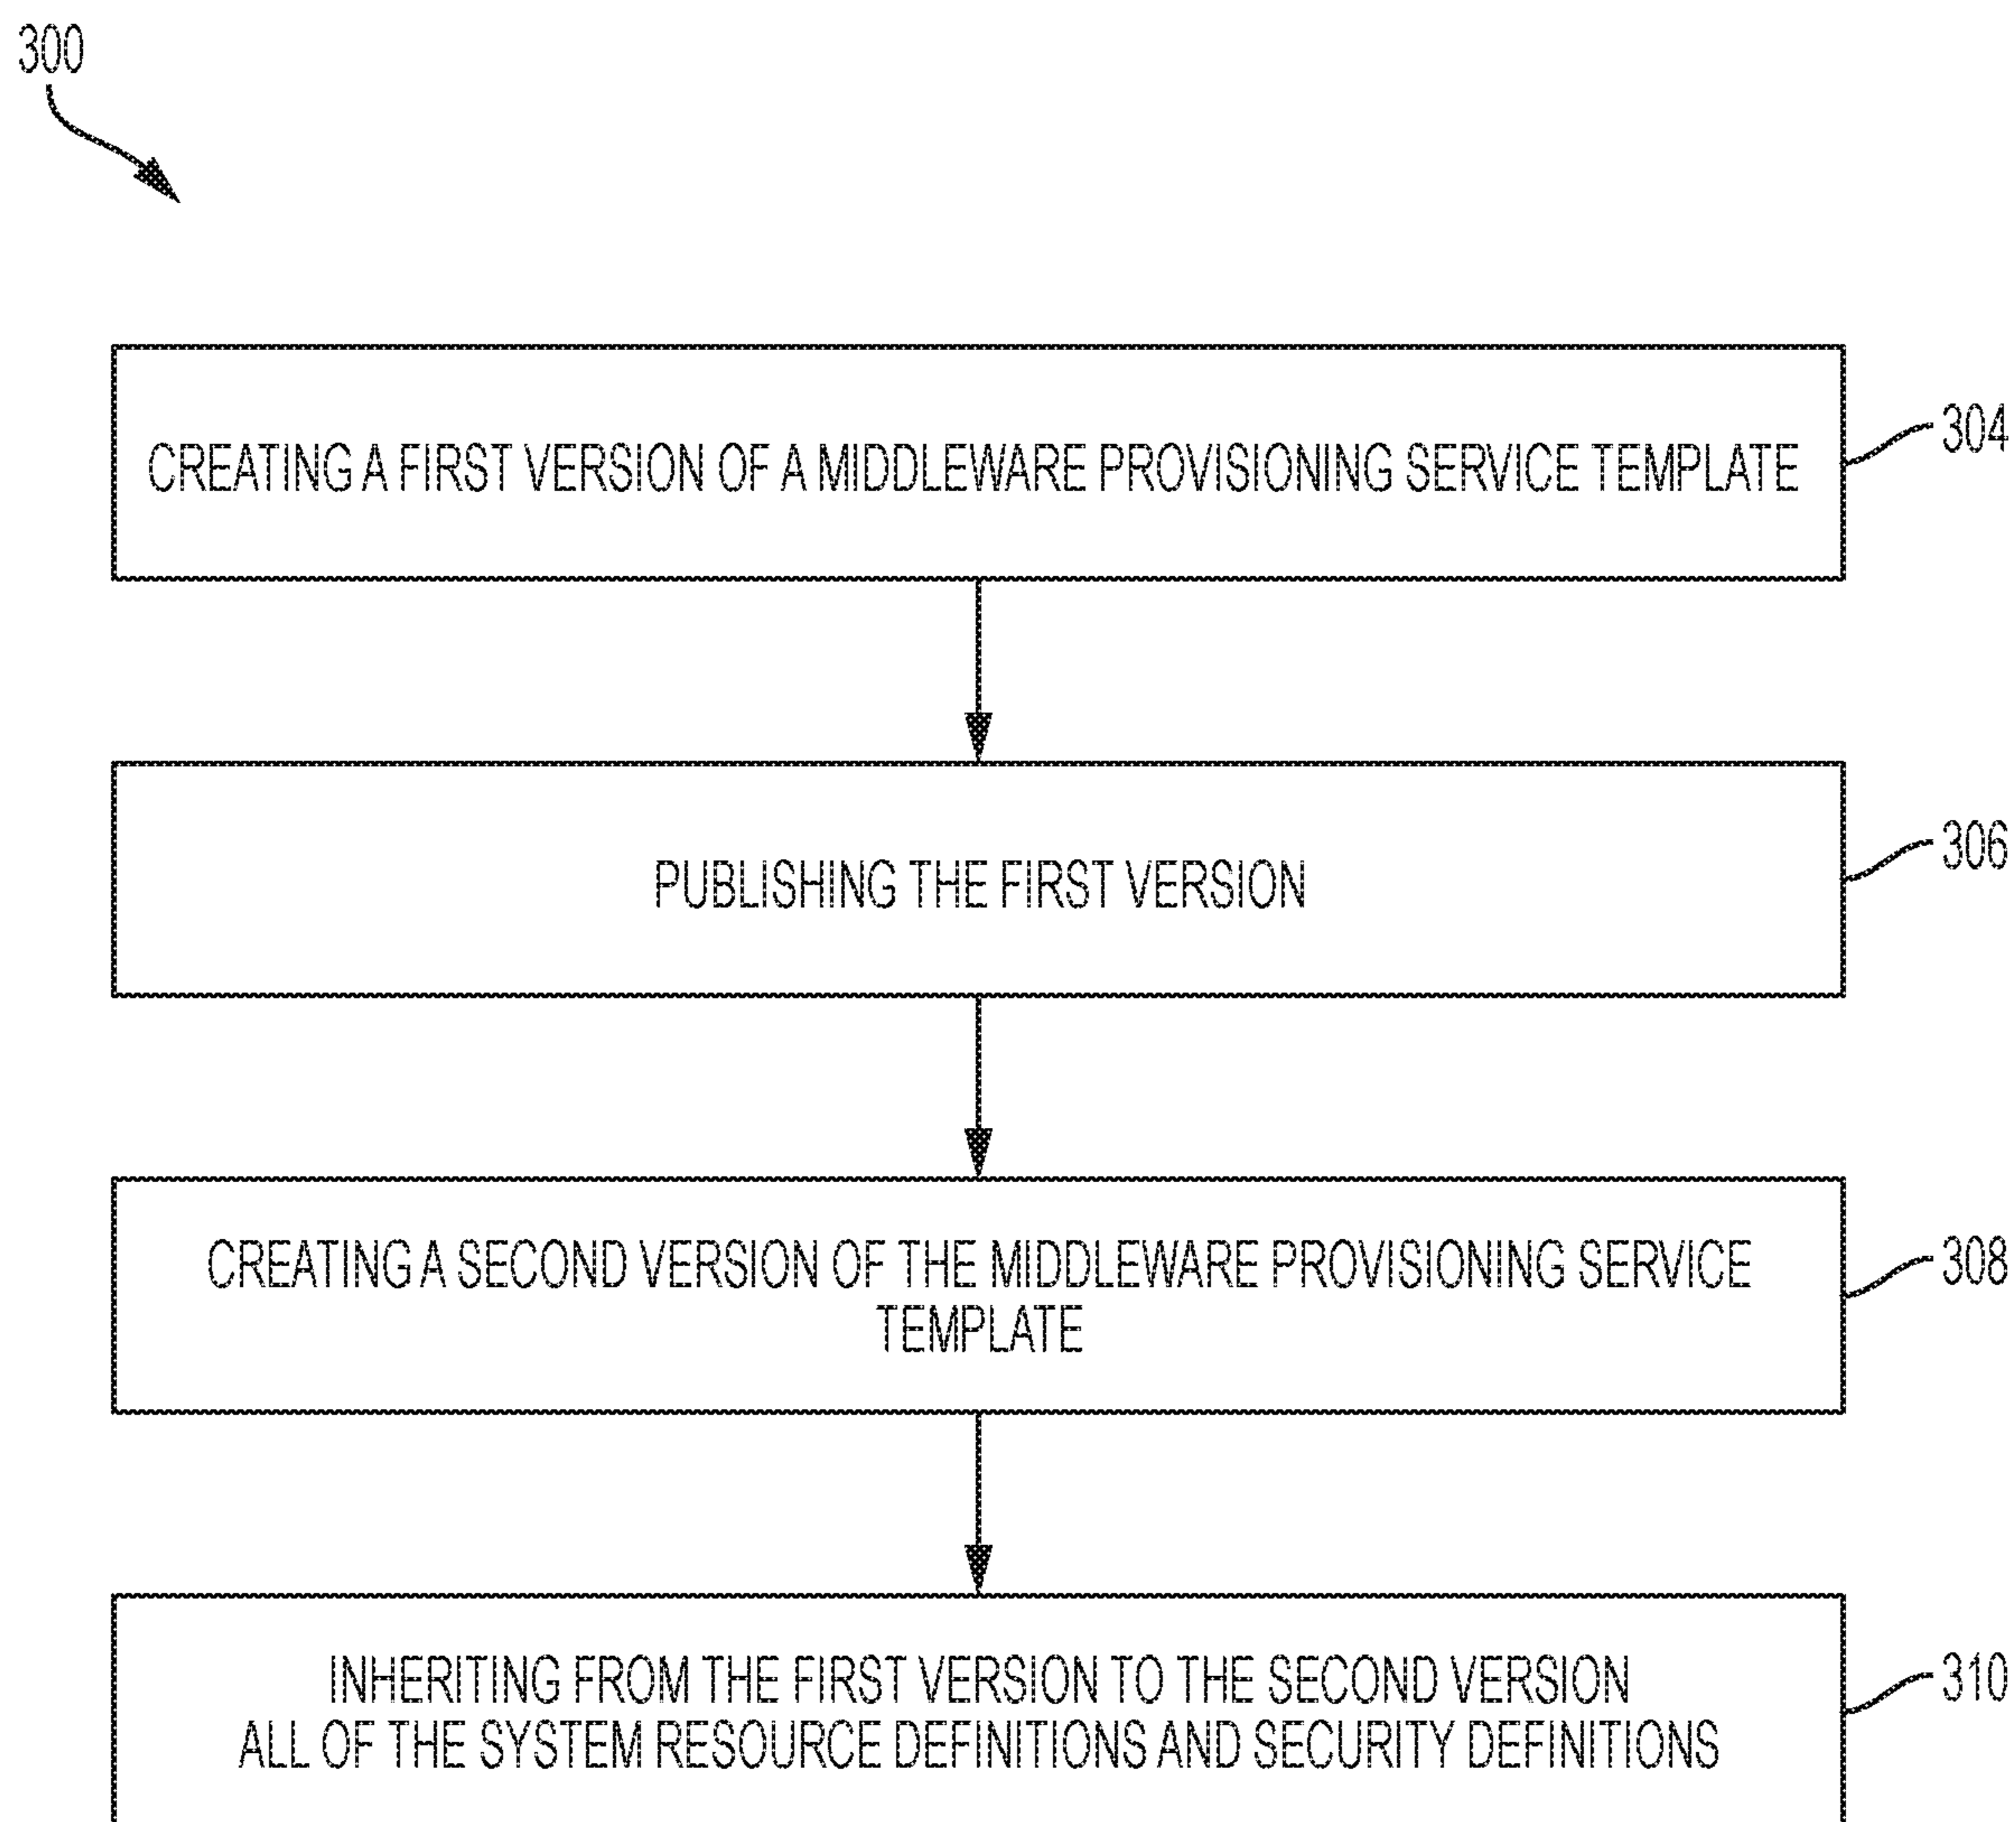 300
CREATING A FIRST VERSION OF A MIDDLEWARE PROVISIONING SERVICE TEMPLATE
304
PUBLISHING THE FIRST VERSION
306
CREATING A SECOND VERSION OF THE MIDDLEWARE PROVISIONING SERVICE
TEMPLATE
308
INHERITING FROM THE FIRST VERSION TO THE SECOND VERSION
ALL OF THE SYSTEM RESOURCE DEFINITIONS AND SECURITY DEFINITIONS
310